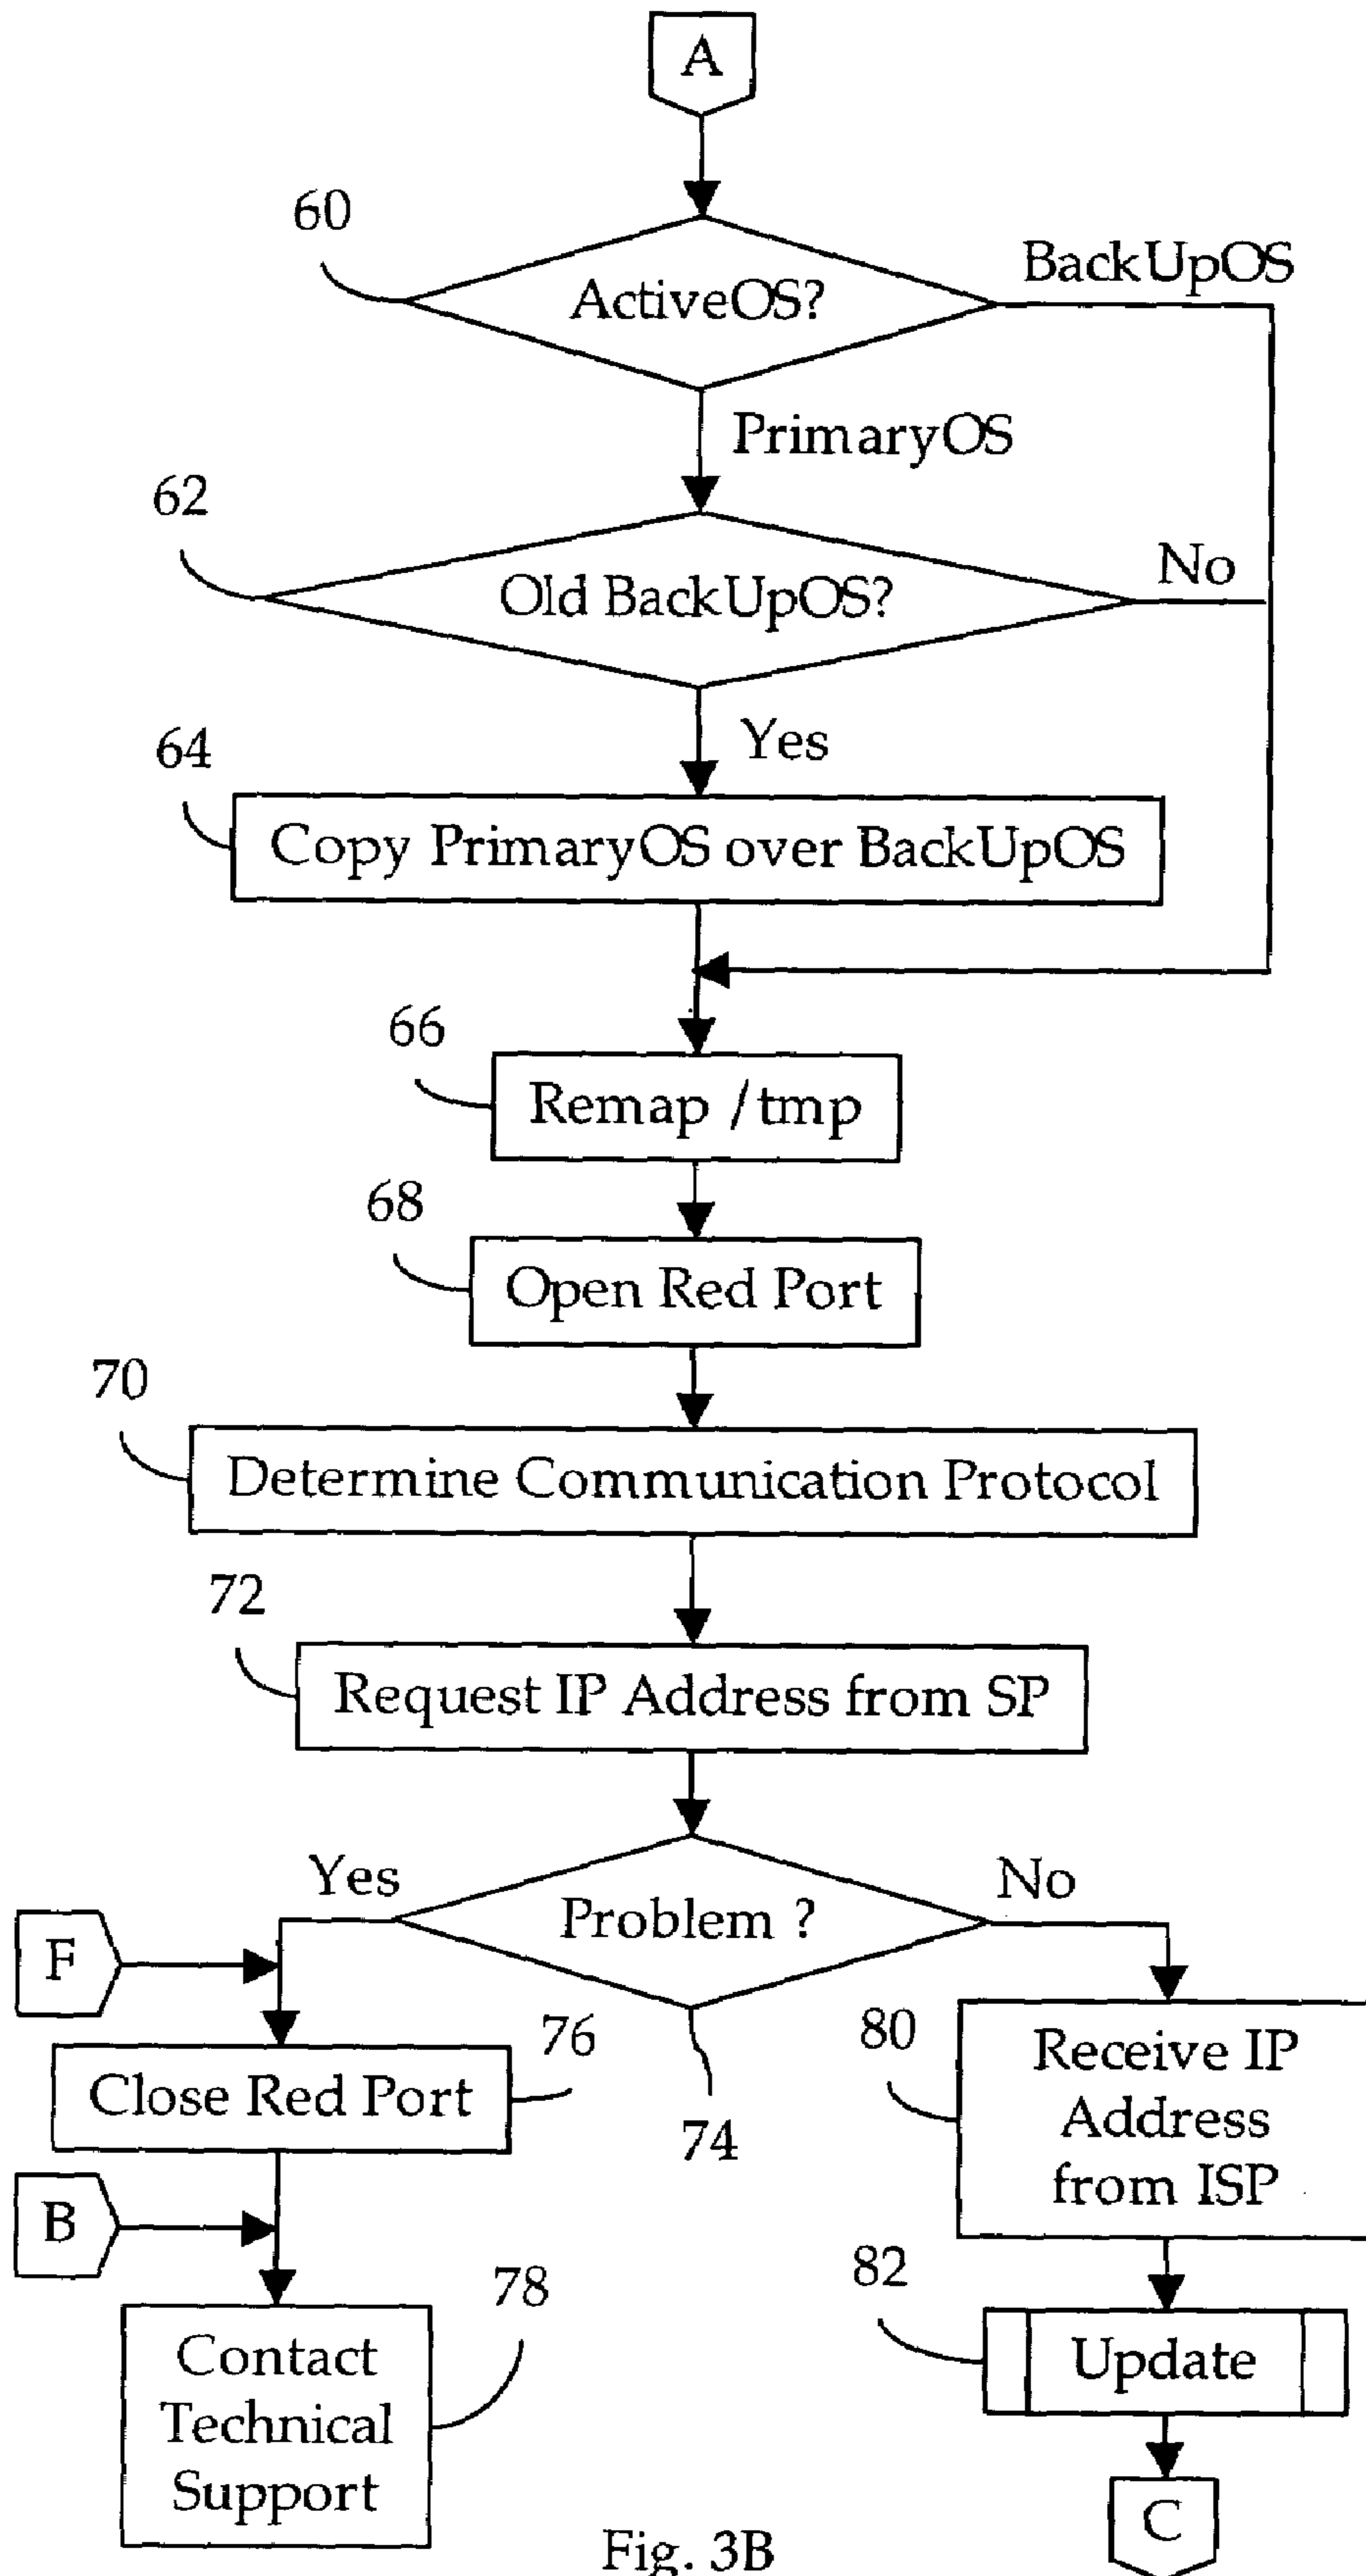 A
60
ActiveOS?
BackUpOS
PrimaryOS
62
Old BackUpOS?
No
Yes
64
Copy PrimaryOS over BackUpOS
66
Remap /tmp
68
Open Red Port
70
Determine Communication Protocol
72
Request IP Address from SP
Yes
Problem ?
No
F
76
Close Red Port
74
80
Receive IP
Address
from ISP
B
78
Contact
Technical
Support
82
Update
C
Fig. 3B